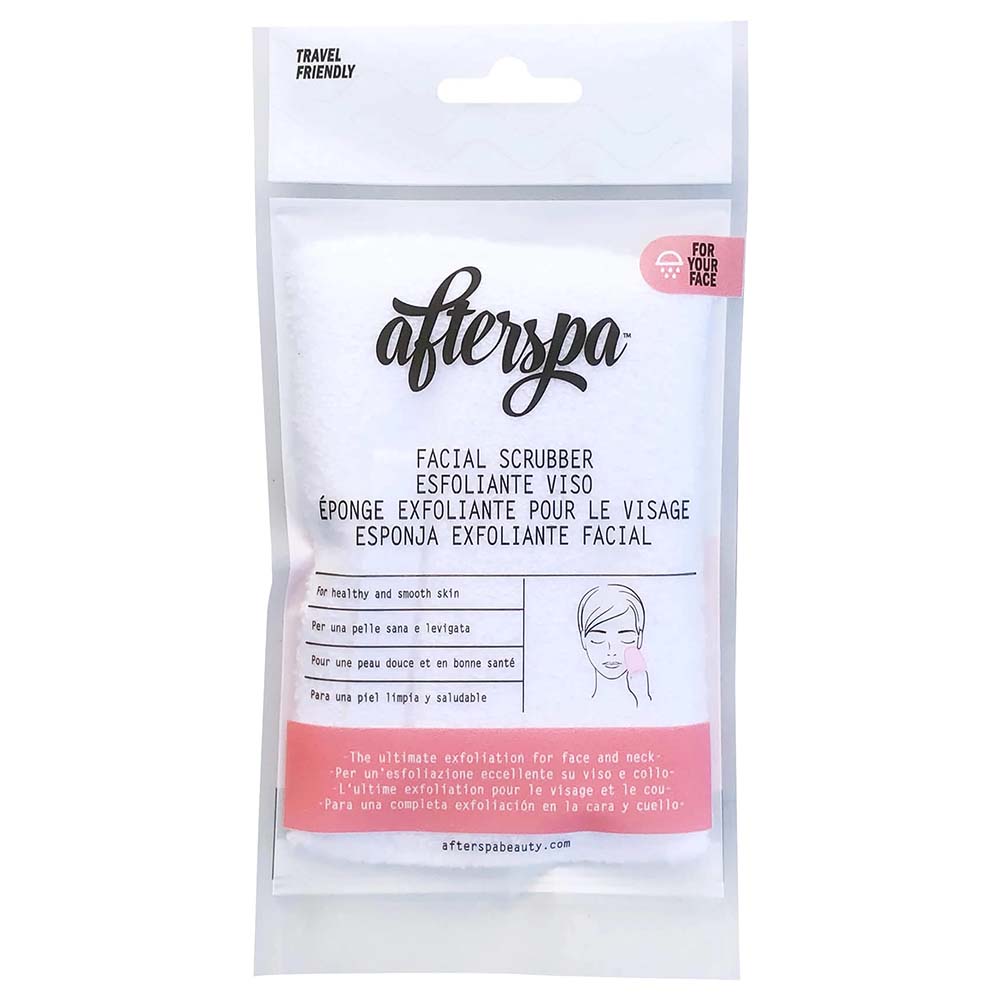 TRAVEL
FRIENDLY
FOR
YOUR
FACE
afterspa™
FACIAL SCRUBBER
ESFOLIANTE VISO
ÉPONGE EXFOLIANTE POUR LE VISAGE
ESPONJA EXFOLIANTE FACIAL
For healthy and smooth skin
Per una pelle sana e levigata
Pour une peau douce et en bonne santé
Para una piel limpia y saludable
-The ultimate exfoliation for face and neck-
-Per un'esfoliazione eccellente su viso e collo-
-L'ultime exfoliation pour le visage et le cou-
-Para una completa exfoliación en la cara y cuello-
afterspabeauty.com